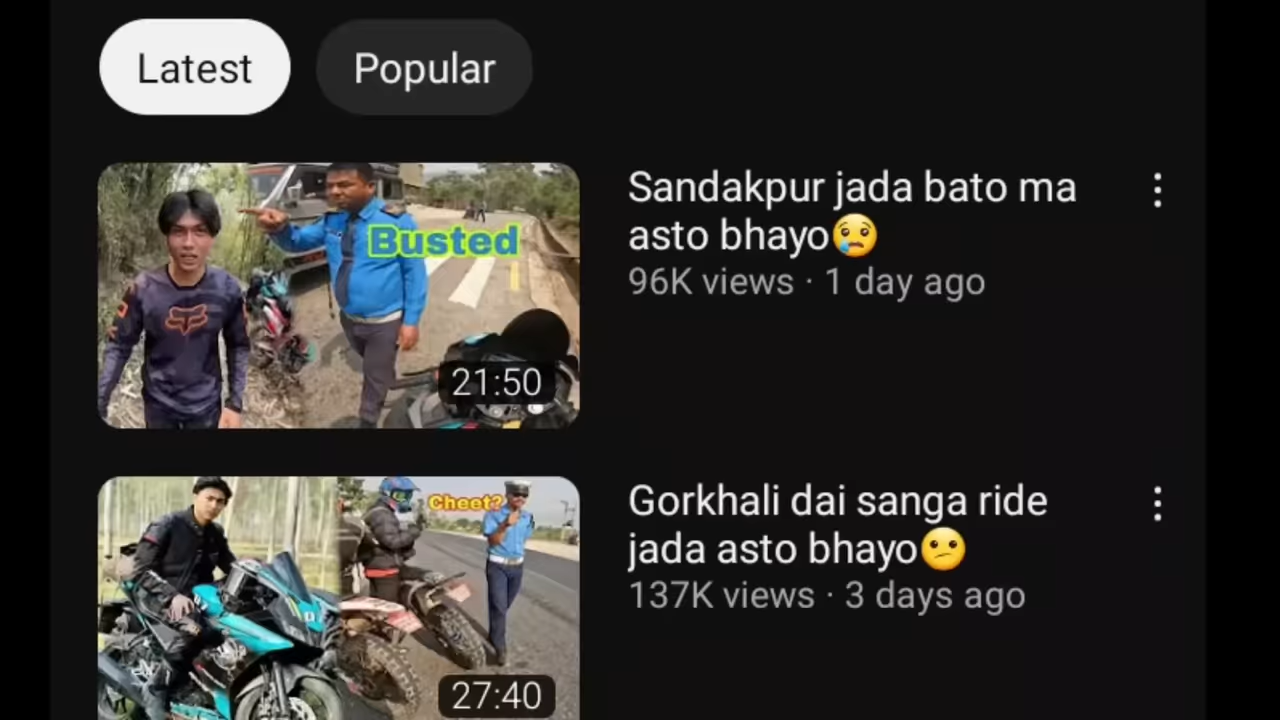 Latest
Popular
Busted
21:50
Sandakpur jada bato ma
asto bhayo😢
96K views · 1 day ago
Cheet?
27:40
Gorkhali dai sanga ride
jada asto bhayo😕
137K views · 3 days ago